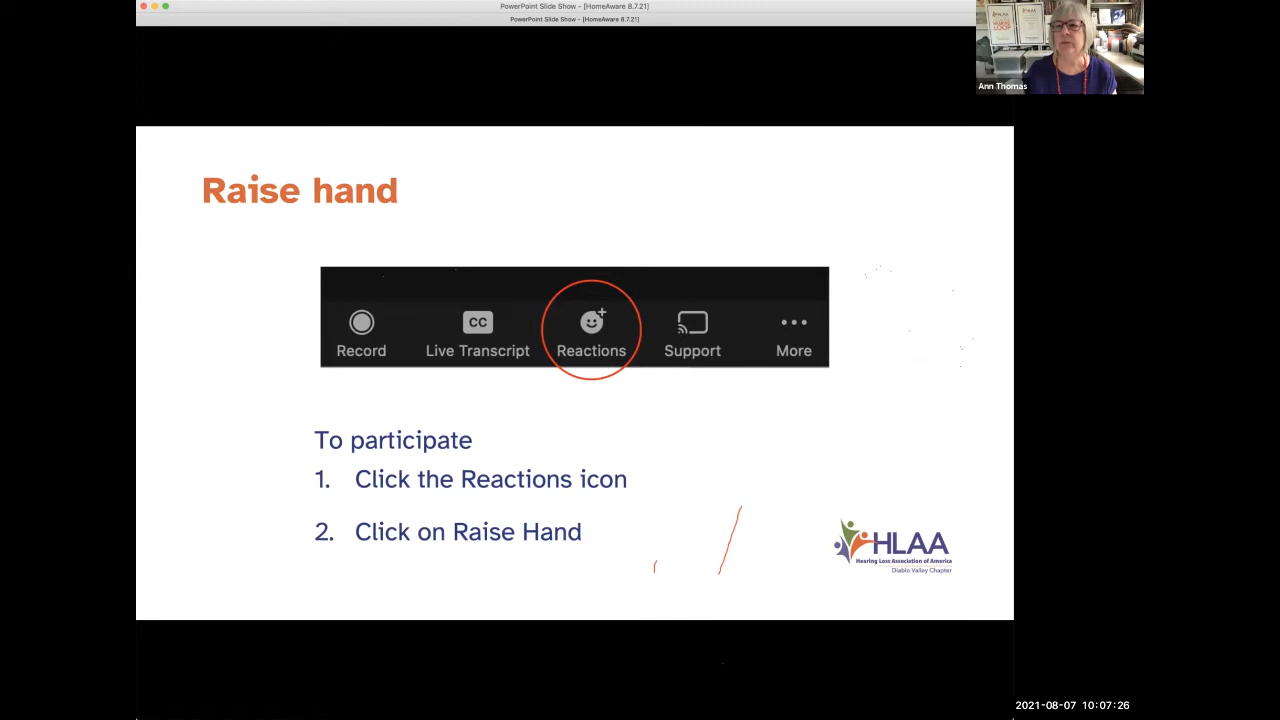 PowerPoint Slide Show - [HomeAware 8.7.21]
PowerPoint Slide Show - [HomeAware 8.7.21]
LOOP
Ann Thomas
Raise hand
CC
Record
Live Transcript
Reactions
Support
More
To participate
1. Click the Reactions icon
2. Click on Raise Hand
HLAA
Hearing Loss Association of America
Diablo Valley Chapter
2021-08-07 10:07:26